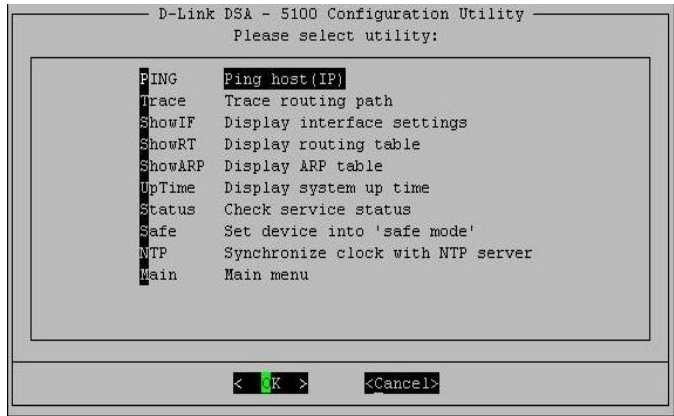 D-Link DSA - 5100 Configuration Utility
Please select utility:
PING Ping host(IP)
Trace Trace routing path
ShowIF Display interface settings
ShowRT Display routing table
ShowARP Display ARP table
UpTime Display system up time
Status Check service status
Safe Set device into 'safe mode'
NTP Synchronize clock with NTP server
Main Main menu
< OK > <Cancel>